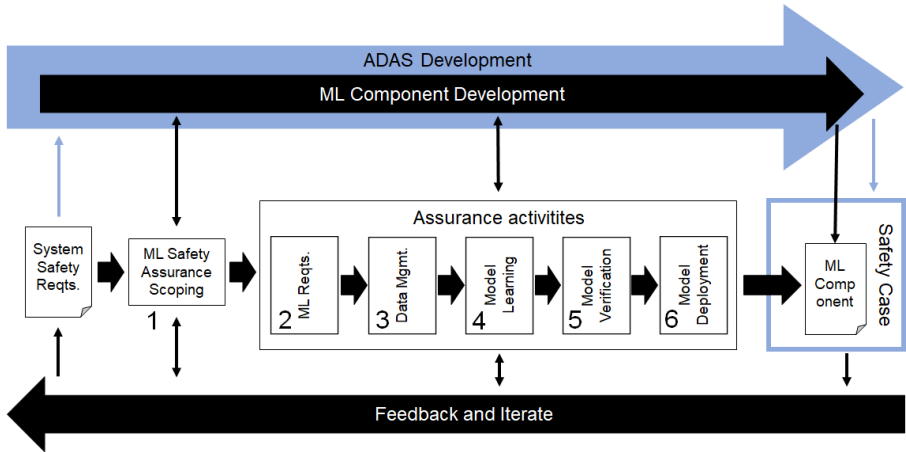 ADAS Development
ML Component Development
Assurance activitites
System
Safety
Reqts.
ML Safety
Assurance
Scoping
1
2
ML Reqts.
3
Data Mgmt.
4
Model
Learning
5
Model
Verification
6
Model
Deployment
ML
Comp
onent
Safety Case
Feedback and Iterate